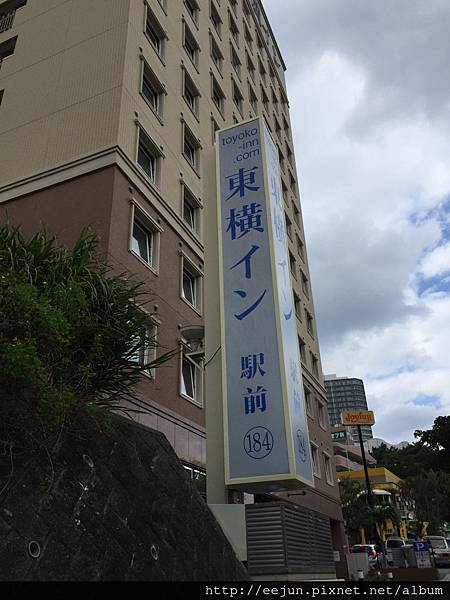 toyoko
-inn
.com
東横イン
駅前
184
Joyfull
P
http://eejun.pixnet.net/album